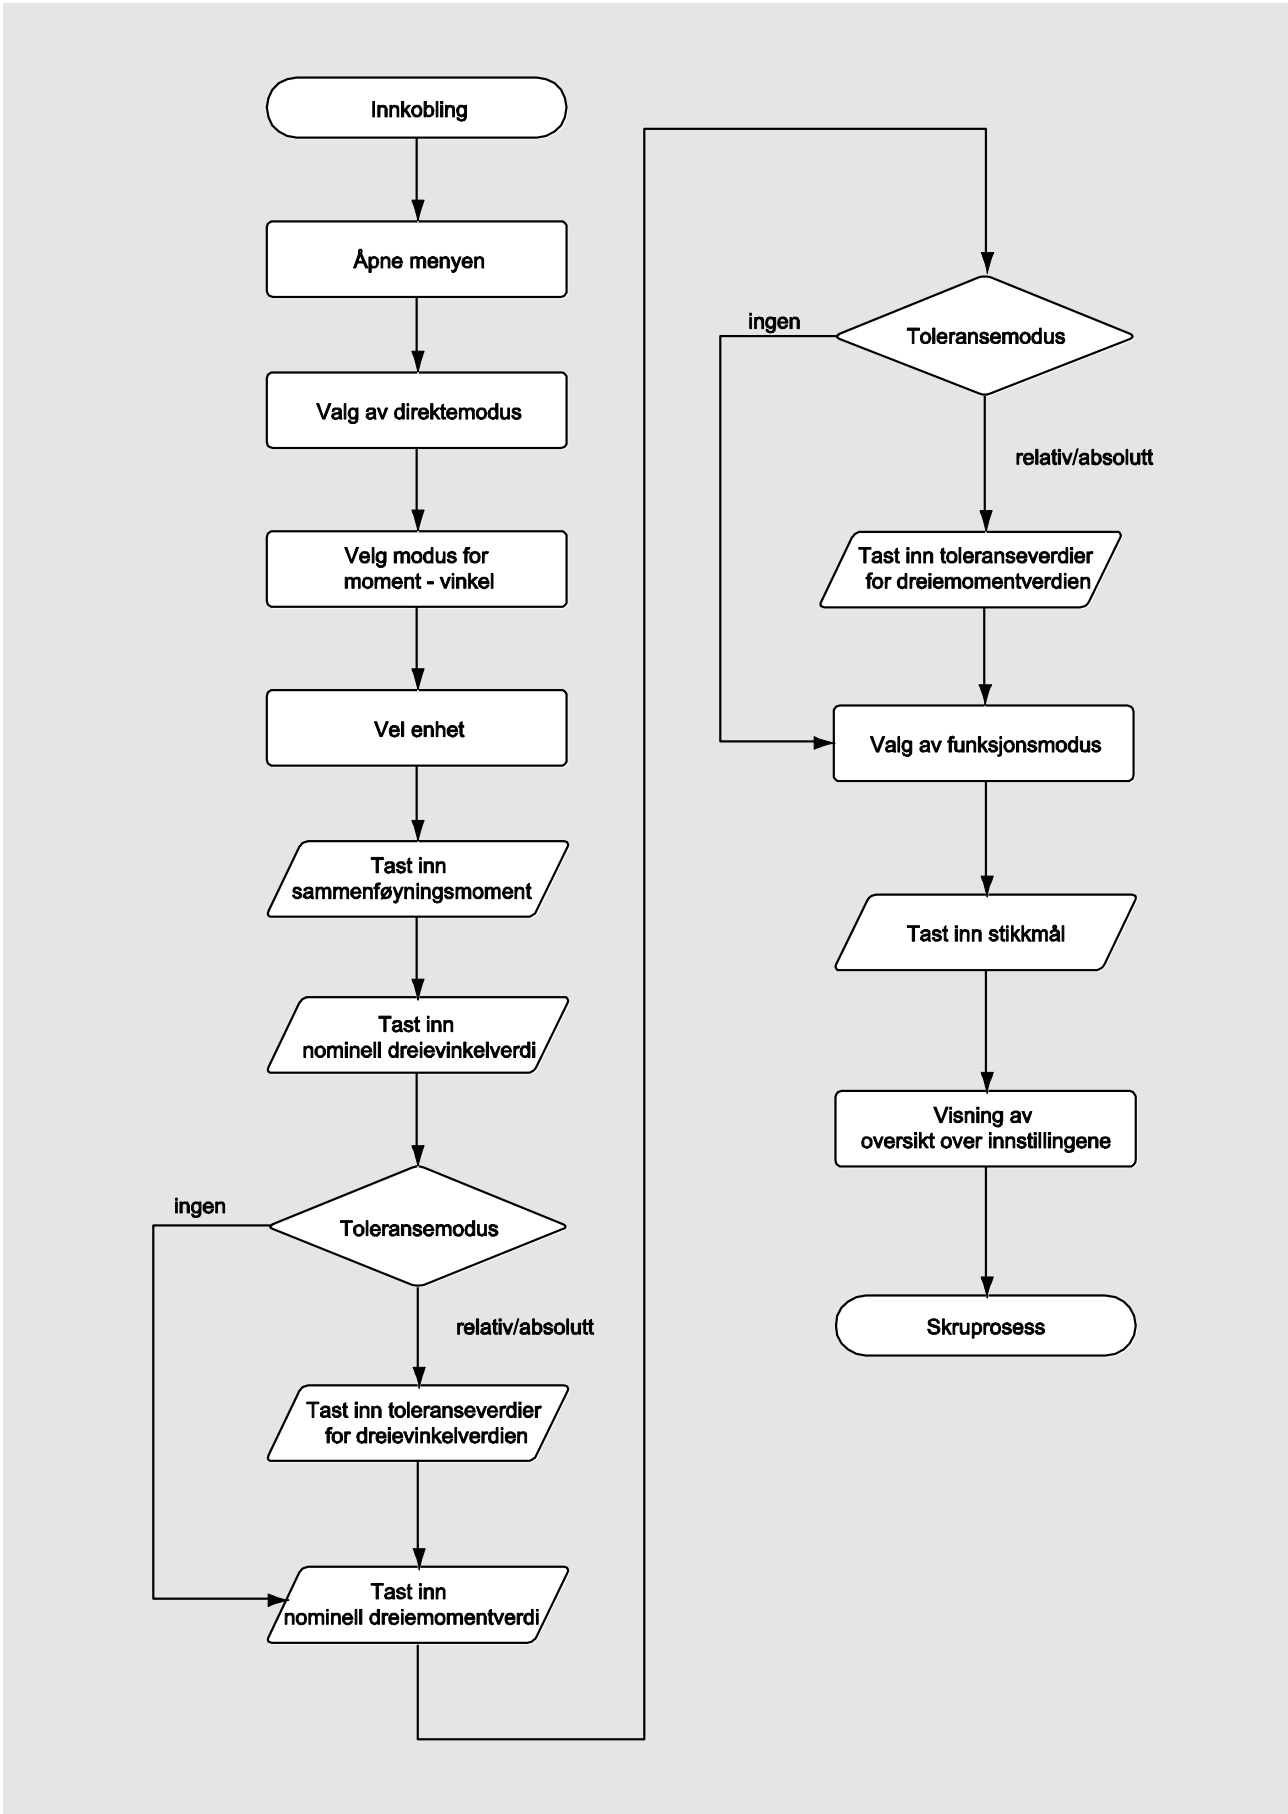 Innkobling
Åpne menyen
Valg av direktemodus
Velg modus for
moment - vinkel
Vel enhet
Tast inn
sammenføyningsmoment
Tast inn
nominell dreievinkelverdi
Toleransemodus
ingen
relativ/absolutt
Tast inn toleranseverdier
for dreievinkelverdien
Tast inn
nominell dreiemomentverdi
Toleransemodus
ingen
relativ/absolutt
Tast inn toleranseverdier
for dreiemomentverdien
Valg av funksjonsmodus
Tast inn stikkmål
Visning av
oversikt over innstillingene
Skruprosess